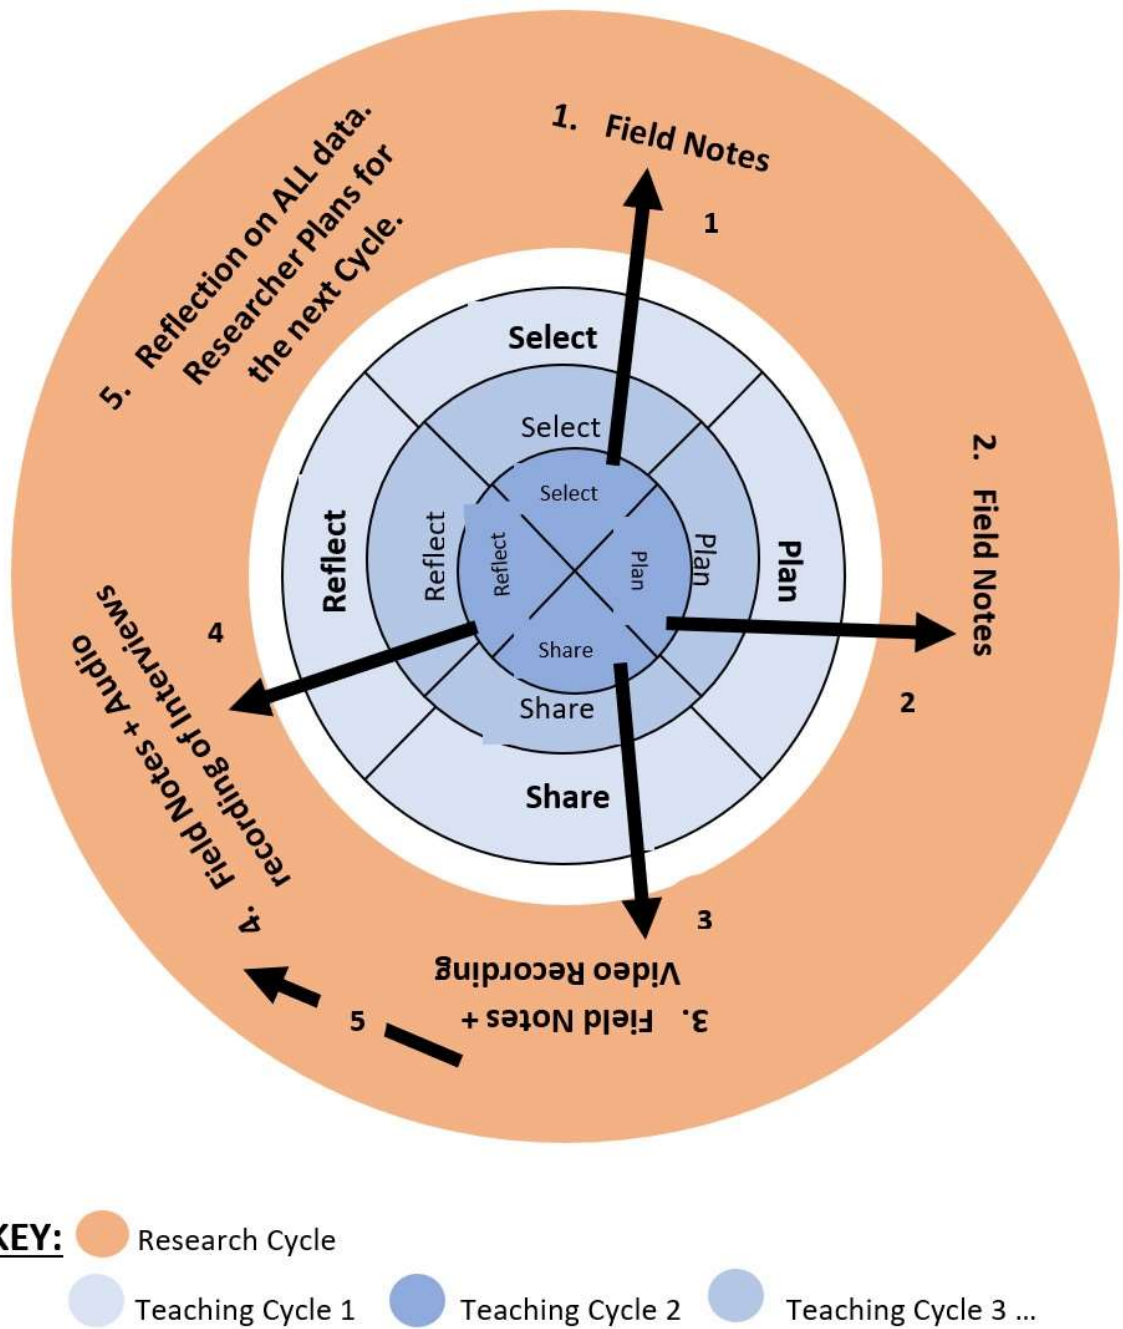 1. Field Notes
1
2. Field Notes
2
3. Field Notes +
Video Recording
3
4. Field Notes + Audio
recording of Interviews
4
5
5. Reflection on ALL data.
Researcher Plans for
the next Cycle.
Select
Plan
Share
Reflect
Select
Plan
Share
Reflect
Select
Plan
Share
Reflect
KEY:
Research Cycle
Teaching Cycle 1
Teaching Cycle 2
Teaching Cycle 3 ...